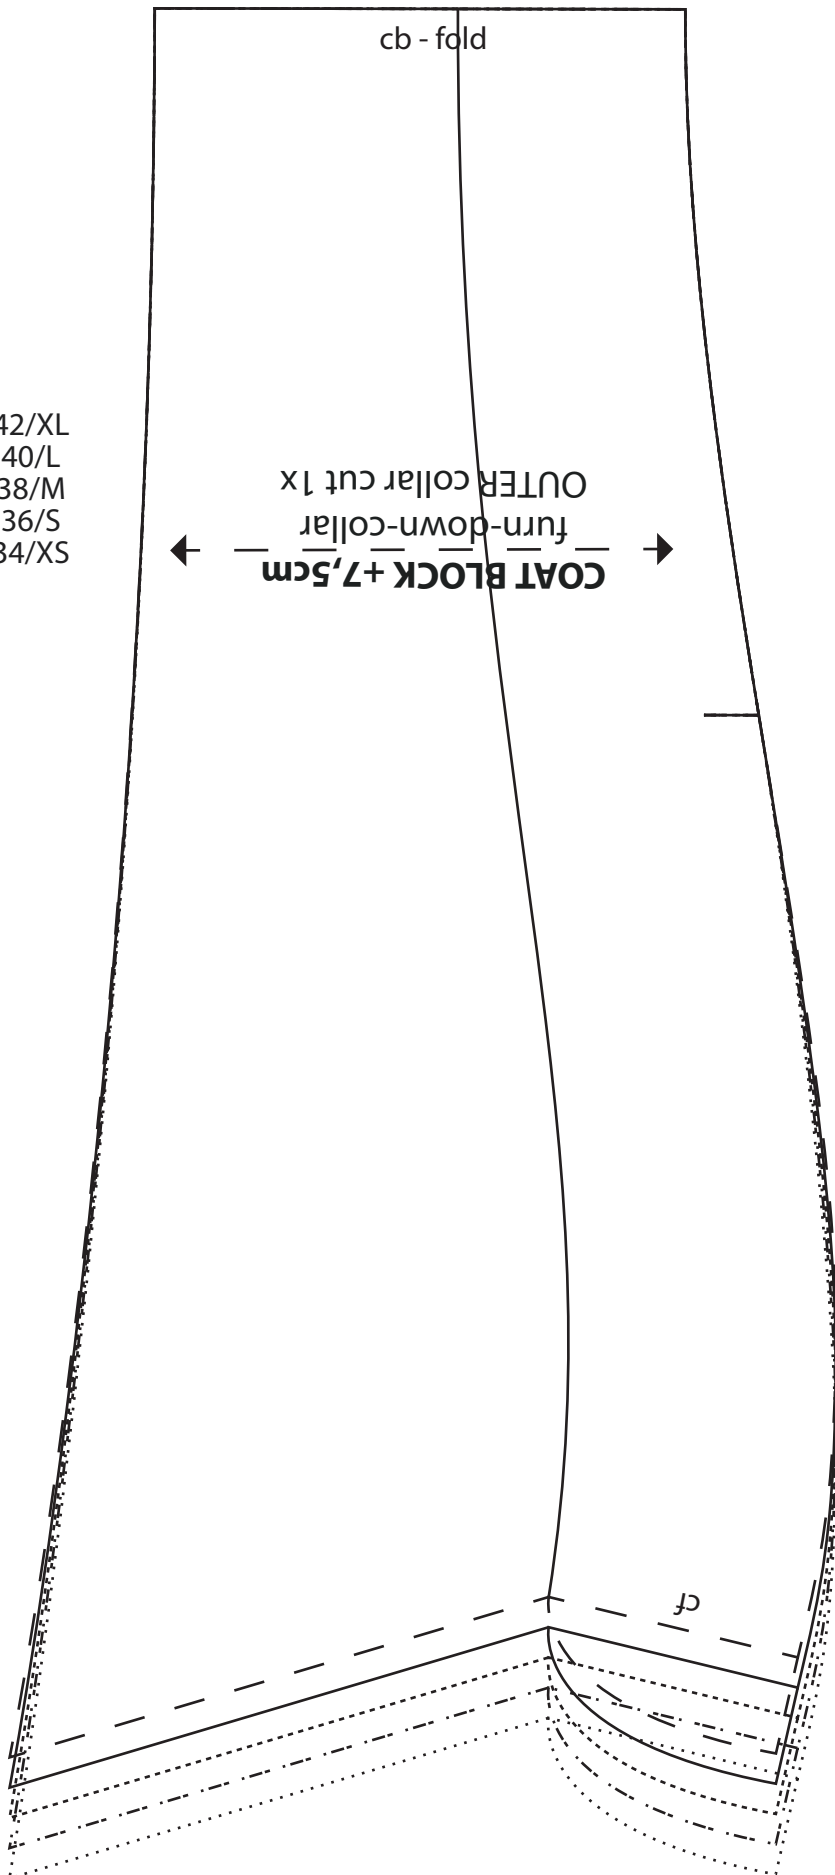 cb - fold
42/XL
40/L
38/M
36/S
34/XS
COAT BLOCK +7,5cm
furn-down-collar
OUTER collar cut 1x
cf